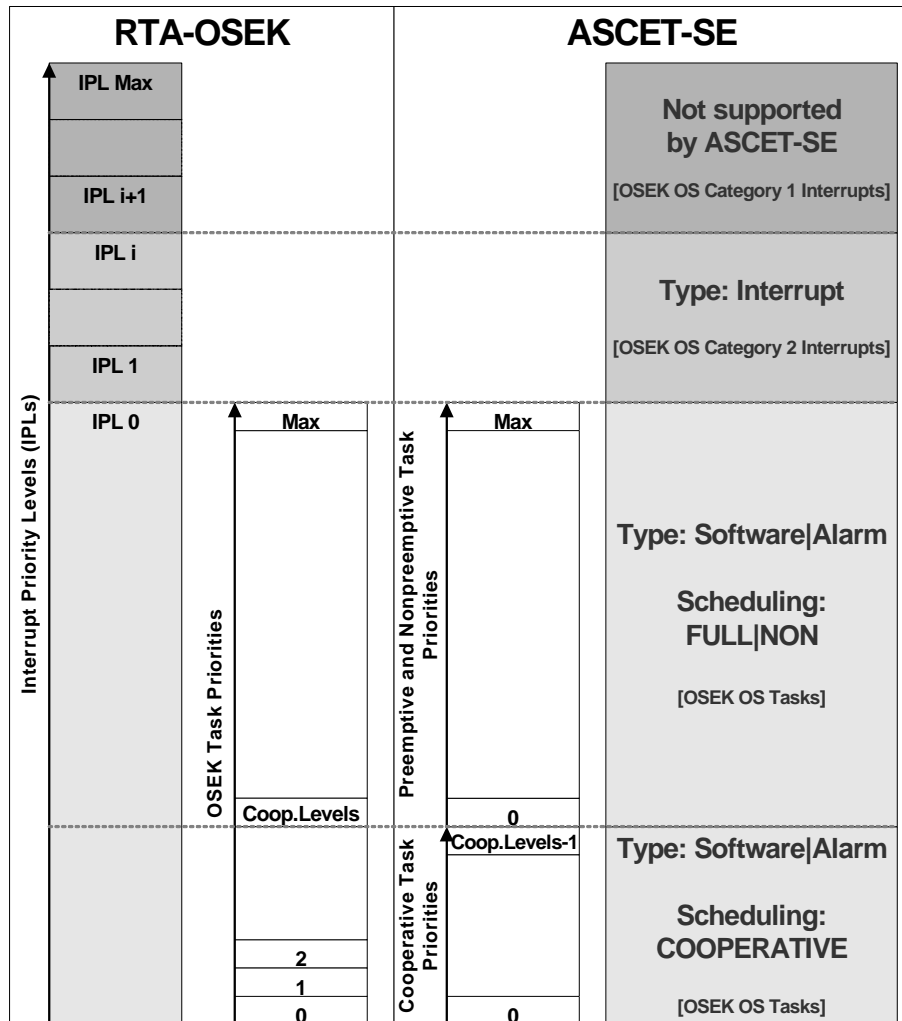 RTA-OSEK
ASCET-SE
IPL Max
IPL i+1
IPL i
IPL 1
IPL 0
Interrupt Priority Levels (IPLs)
OSEK Task Priorities
Max
Coop.Levels
2
1
0
Preemptive and Nonpreemptive Task
Priorities
Max
0
Cooperative Task
Priorities
Coop.Levels-1
0
Not supported
by ASCET-SE
[OSEK OS Category 1 Interrupts]
Type: Interrupt
[OSEK OS Category 2 Interrupts]
Type: Software|Alarm
Scheduling:
FULL|NON
[OSEK OS Tasks]
Type: Software|Alarm
Scheduling:
COOPERATIVE
[OSEK OS Tasks]